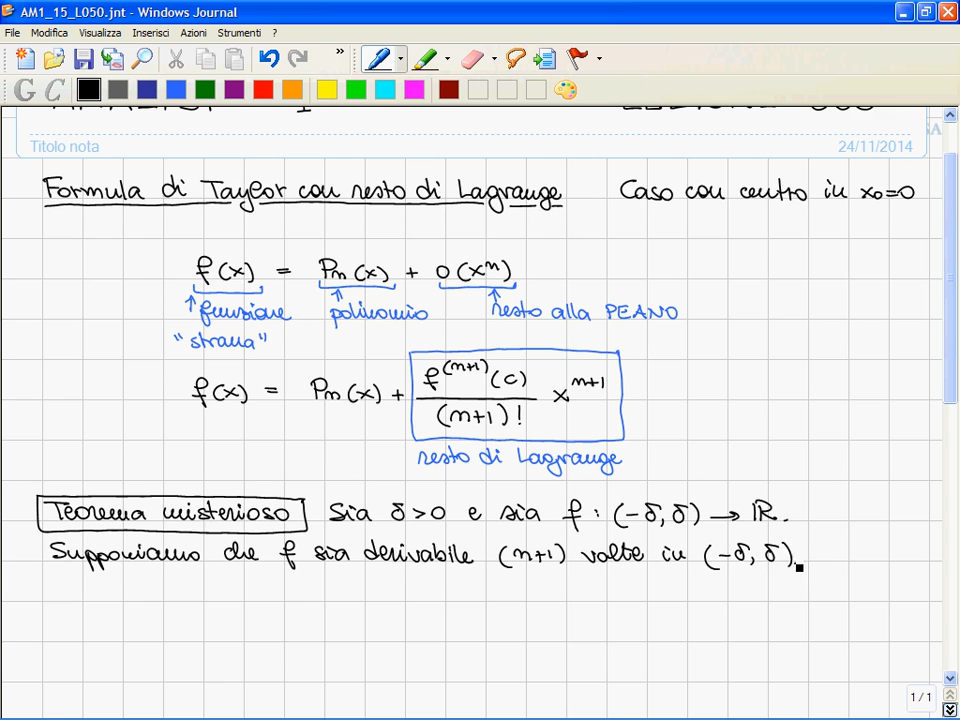 AM1_15_L050.jnt - Windows Journal
File Modifica Visualizza Inserisci Azioni Strumenti ?
G C
Titolo nota 24/11/2014
Formula di Taylor con resto di Lagrange Caso con centro in x₀=0
f(x) = Pn(x) + o(xⁿ)
funzione polinomio resto alla PEANO
"strana"
f(x) = Pn(x) + f⁽ⁿ⁺¹⁾(c) / (n+1)! xⁿ⁺¹
resto di Lagrange
Teorema misterioso Sia δ>0 e sia f : (-δ, δ) → ℝ.
Supponiamo che f sia derivabile (n+1) volte in (-δ, δ).
1 / 1